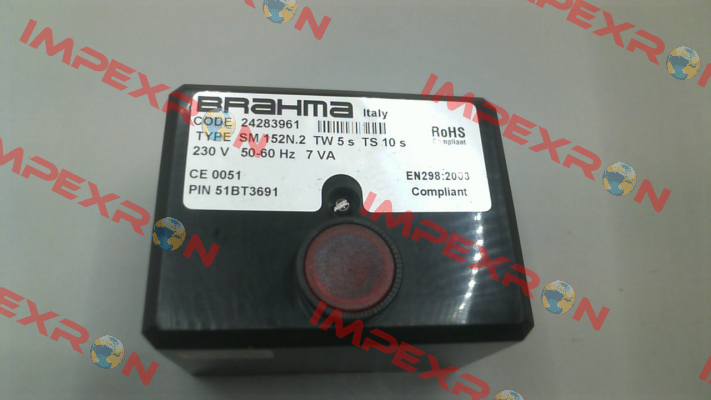 BRAHMA Italy
CODE 24283961
TYPE SM 152N.2 TW 5 s TS 10 s
230 V 50-60 Hz 7 VA
RoHS
Compliant
CE 0051
PIN 51BT3691
EN298:2003
Compliant
IMPEXRON
IMPEXRON
IMPEXRON
IMPEXRON
IMPEXRON